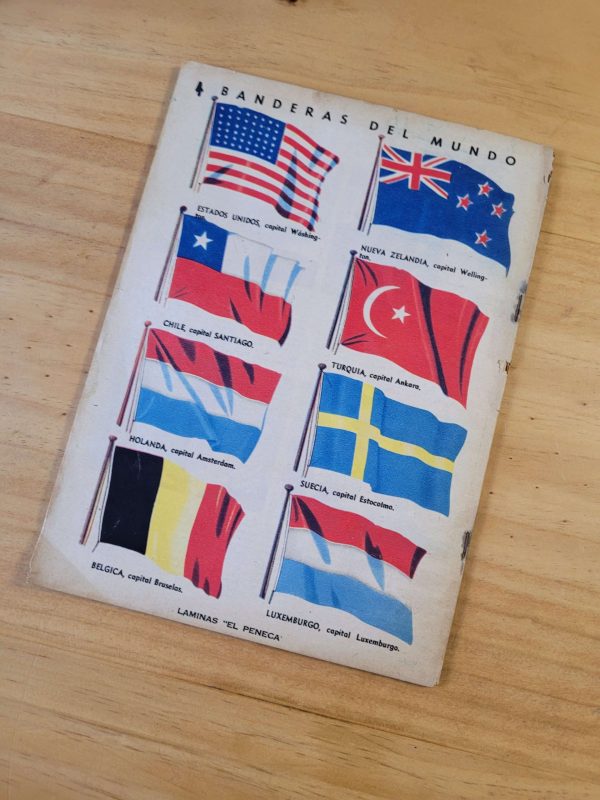 4 BANDERAS DEL MUNDO
ESTADOS UNIDOS, capital Washing-
ton.
NUEVA ZELANDIA, capital Welling-
ton.
CHILE, capital SANTIAGO.
TURQUIA, capital Ankara.
HOLANDA, capital Amsterdam.
SUECIA, capital Estocolmo.
BELGICA, capital Bruselas.
LUXEMBURGO, capital Luxemburgo.
LAMINAS "EL PENECA"